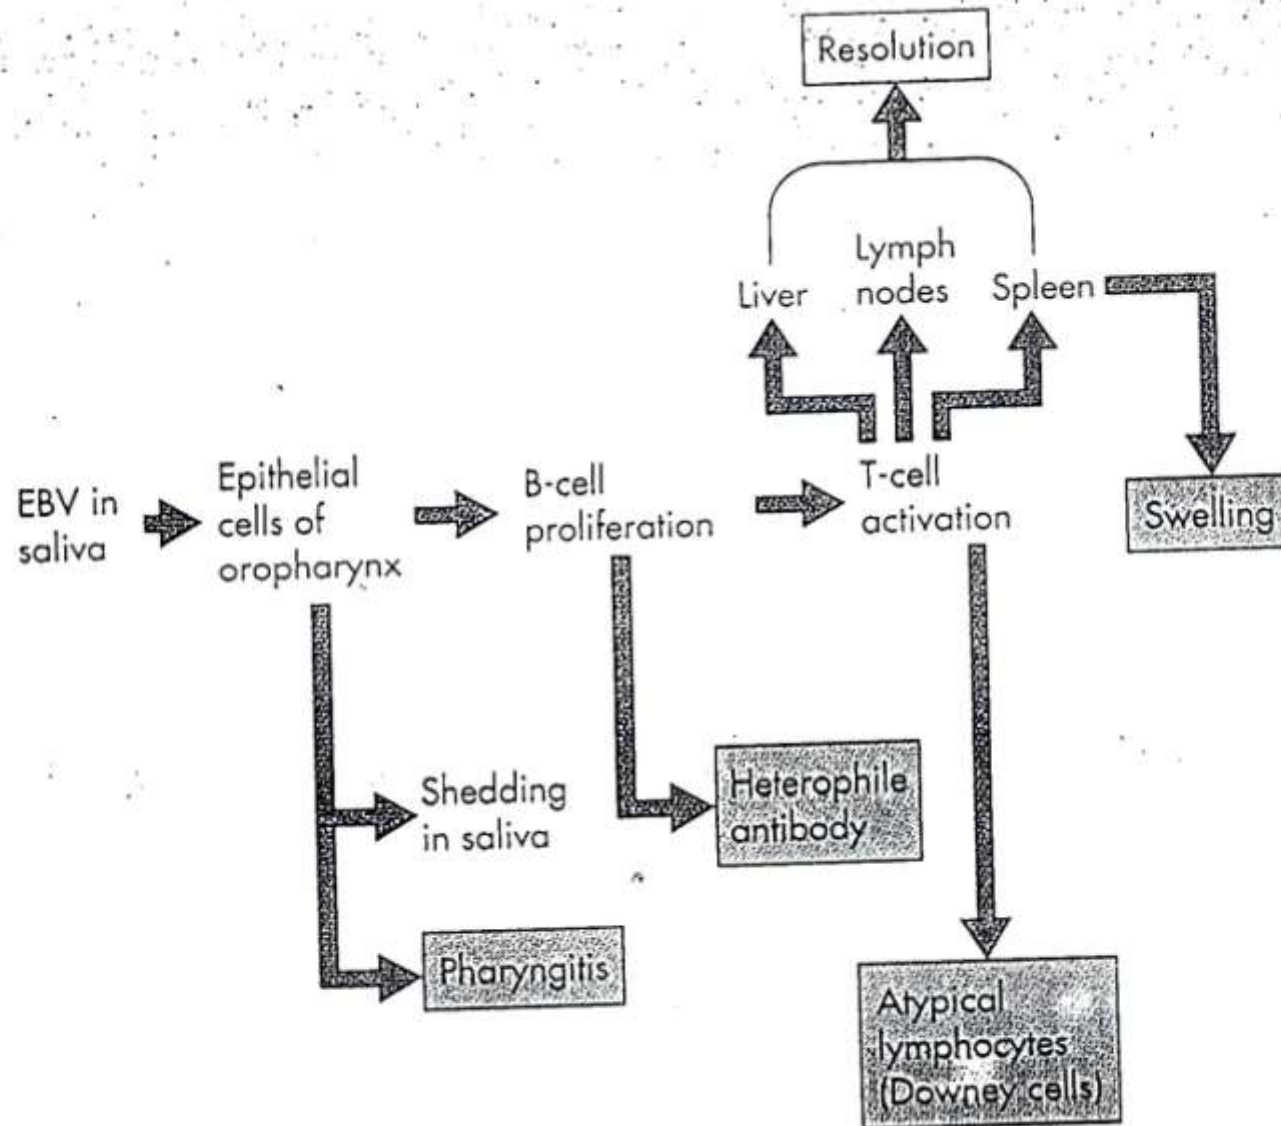 Resolution
Liver
Lymph
nodes
Spleen
EBV in
saliva
Epithelial
cells of
oropharynx
B-cell
proliferation
T-cell
activation
Swelling
Shedding
in saliva
Heterophile
antibody
Pharyngitis
Atypical
lymphocytes
(Downey cells)